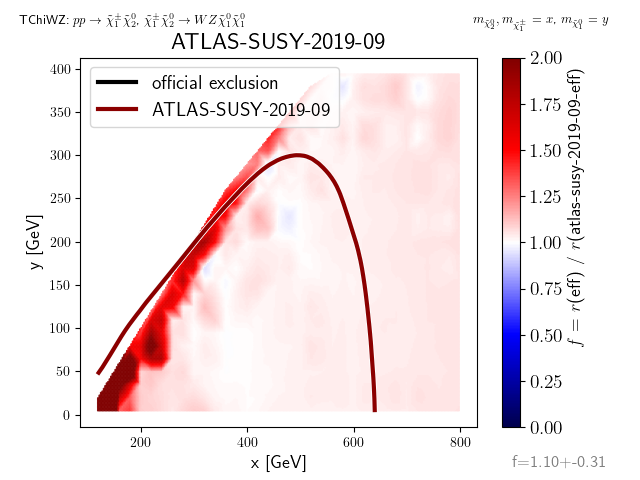 TChiWZ: pp → χ̃₁^± χ̃₂⁰, χ̃₁^± χ̃₂⁰ → WZχ̃₁⁰χ̃₁⁰
m_χ̃₂⁰, m_χ̃₁^± = x, m_χ̃₁⁰ = y
ATLAS-SUSY-2019-09
official exclusion
ATLAS-SUSY-2019-09
y [GeV]
400
350
300
250
200
150
100
50
0
200
400
600
800
x [GeV]
2.00
1.75
1.50
1.25
1.00
0.75
0.50
0.25
0.00
f = r(eff) / r(atlas-susy-2019-09-eff)
f=1.10+-0.31